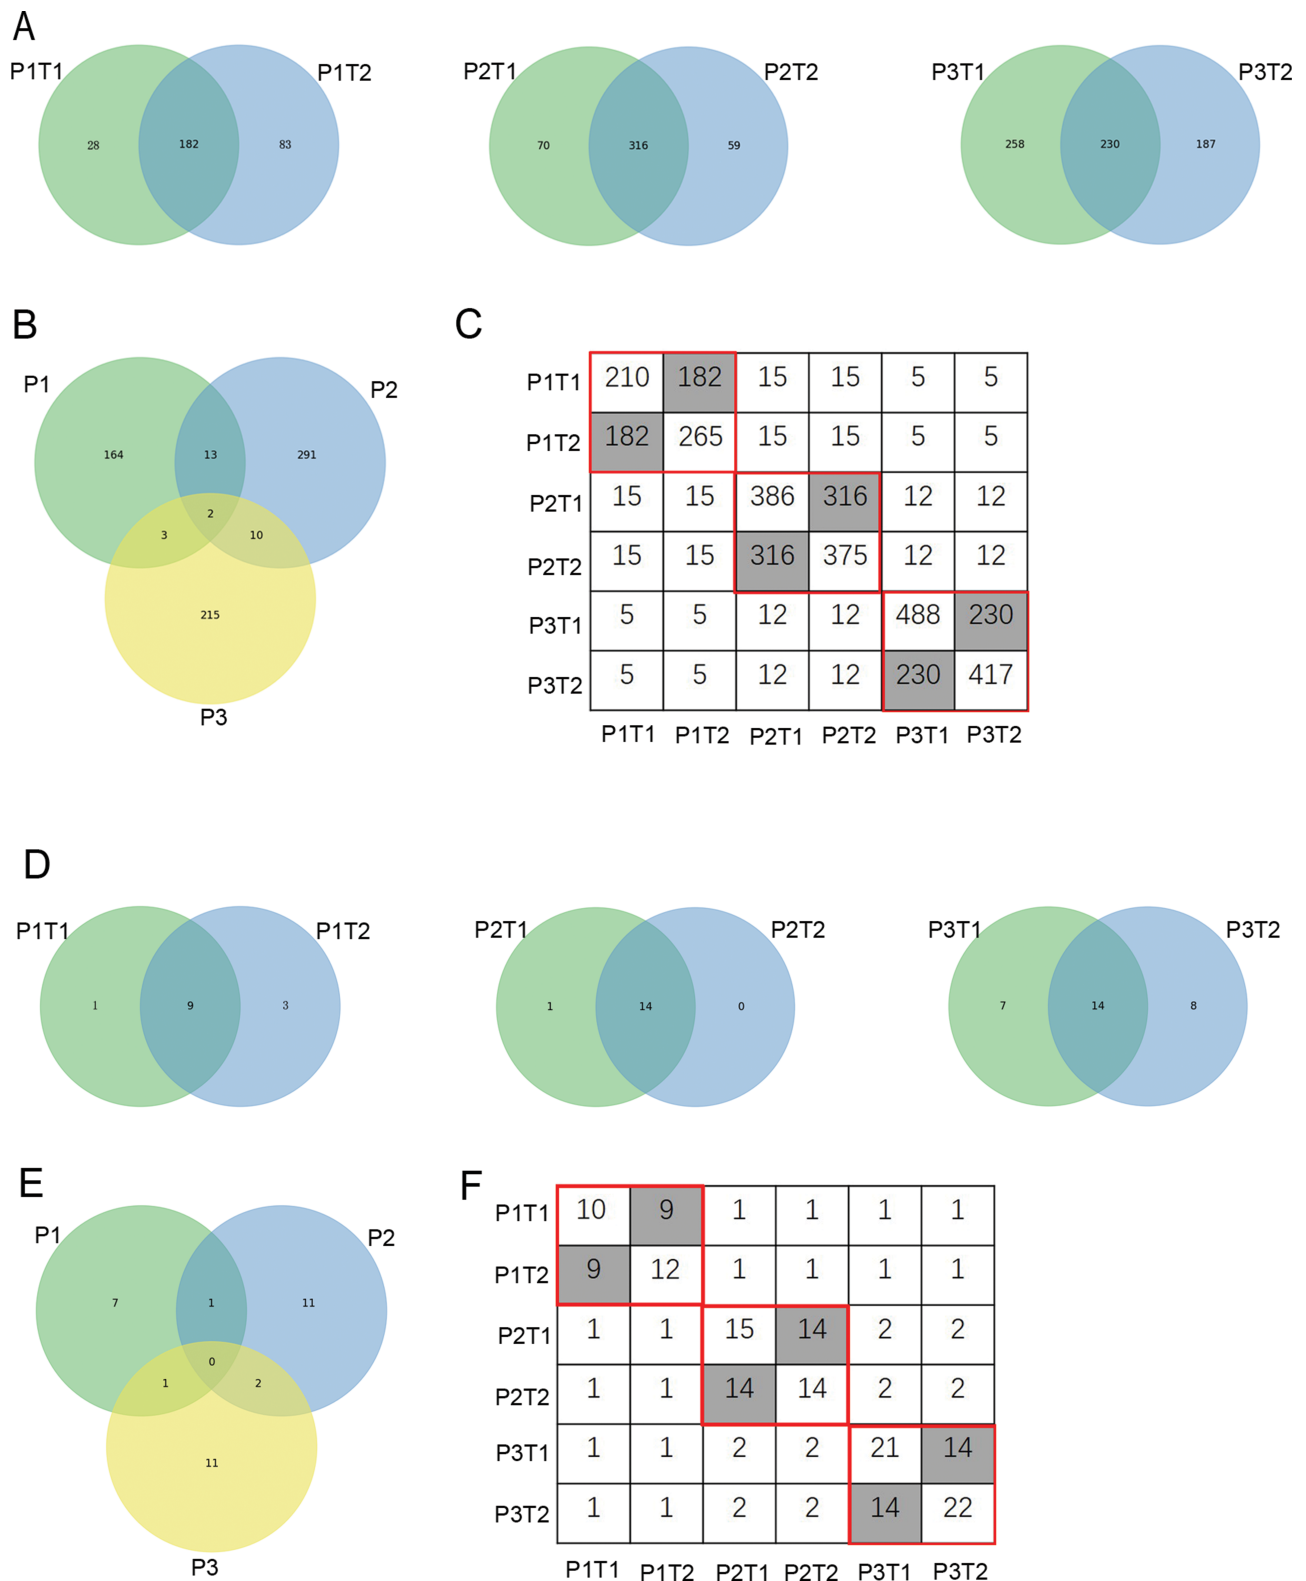 A
P1T1 P1T2 P2T1 P2T2 P3T1 P3T2
28 182 83 70 316 59 258 230 187
B
P1 P2
164 13 291
2
3 10
215
P3
C
P1T1 210 182 15 15 5 5
P1T2 182 265 15 15 5 5
P2T1 15 15 386 316 12 12
P2T2 15 15 316 375 12 12
P3T1 5 5 12 12 488 230
P3T2 5 5 12 12 230 417
P1T1 P1T2 P2T1 P2T2 P3T1 P3T2
D
P1T1 P1T2 P2T1 P2T2 P3T1 P3T2
1 9 3 1 14 0 7 14 8
E
P1 P2
7 1 11
0
1 2
11
P3
F
P1T1 10 9 1 1 1 1
P1T2 9 12 1 1 1 1
P2T1 1 1 15 14 2 2
P2T2 1 1 14 14 2 2
P3T1 1 1 2 2 21 14
P3T2 1 1 2 2 14 22
P1T1 P1T2 P2T1 P2T2 P3T1 P3T2